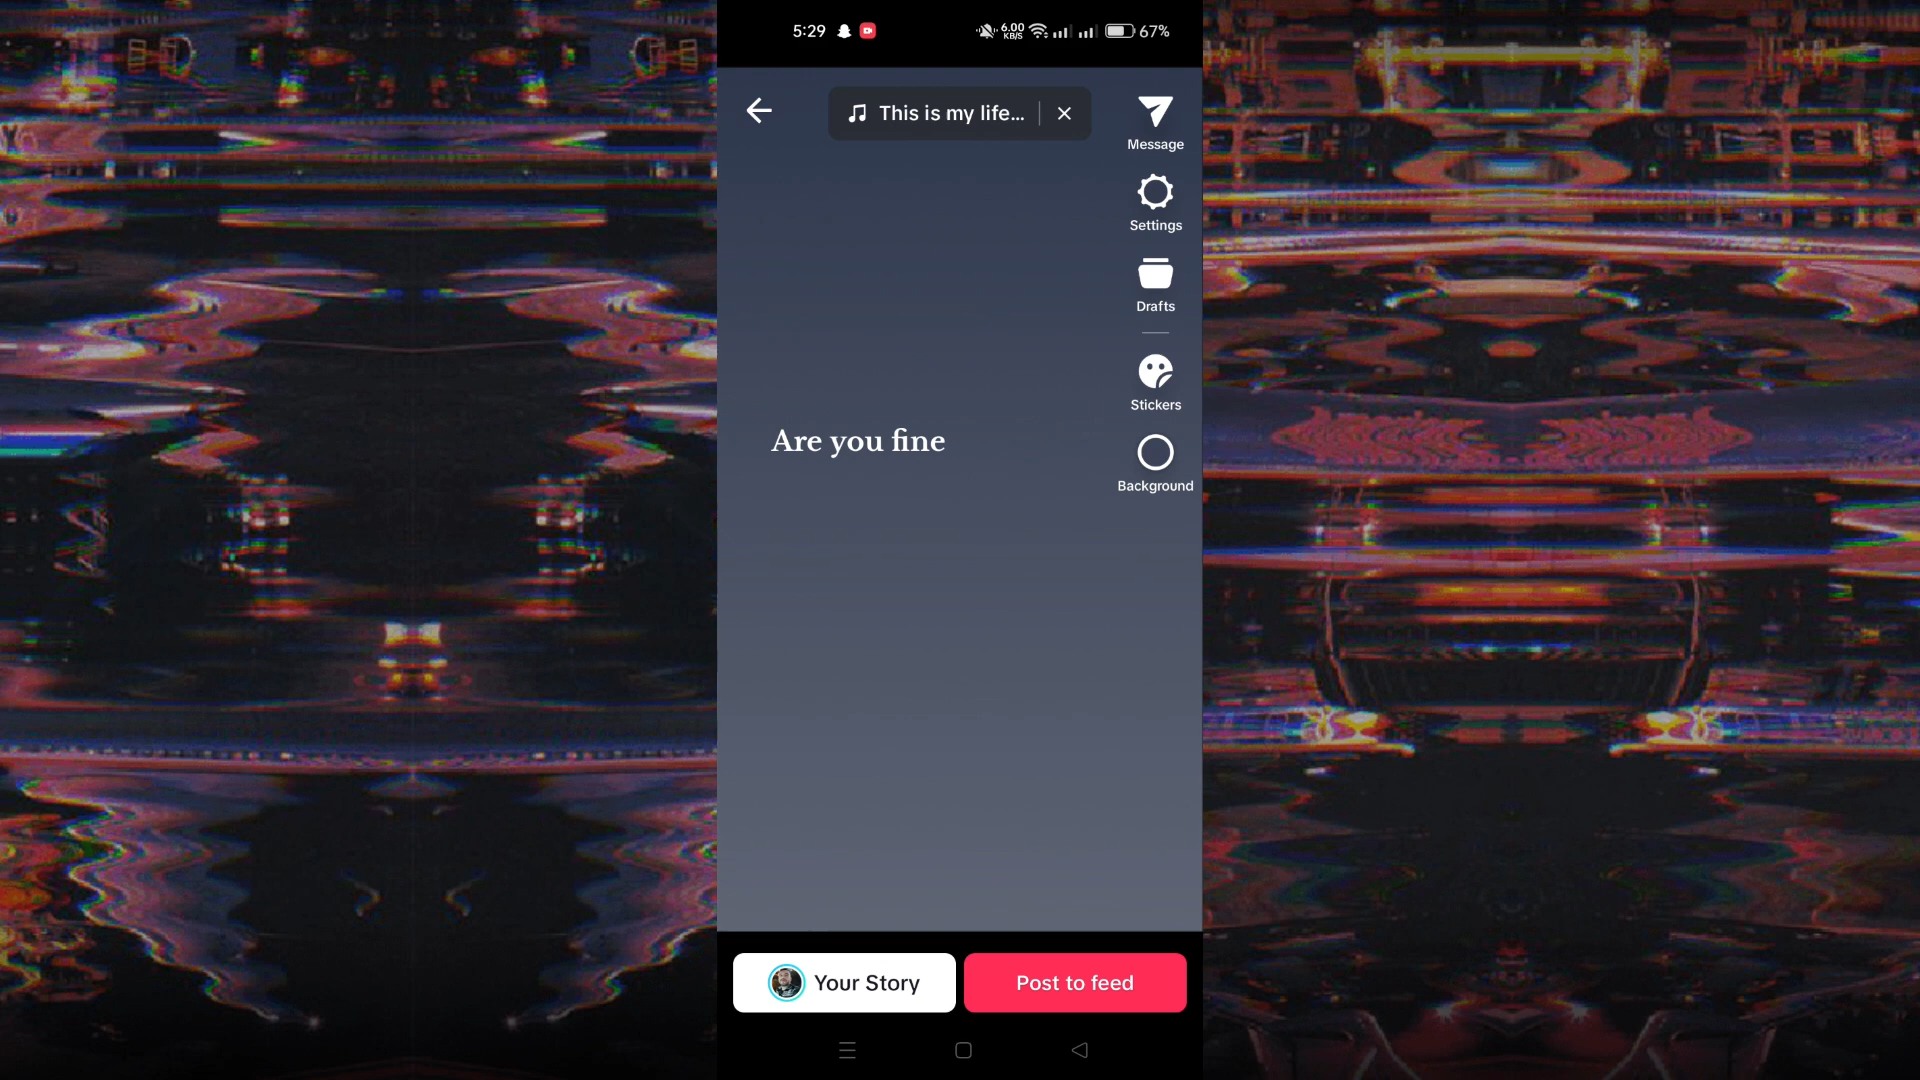 5:29 6.00 KB/S 67%
This is my life...
Message
Settings
Drafts
Stickers
Are you fine
Background
Your Story Post to feed